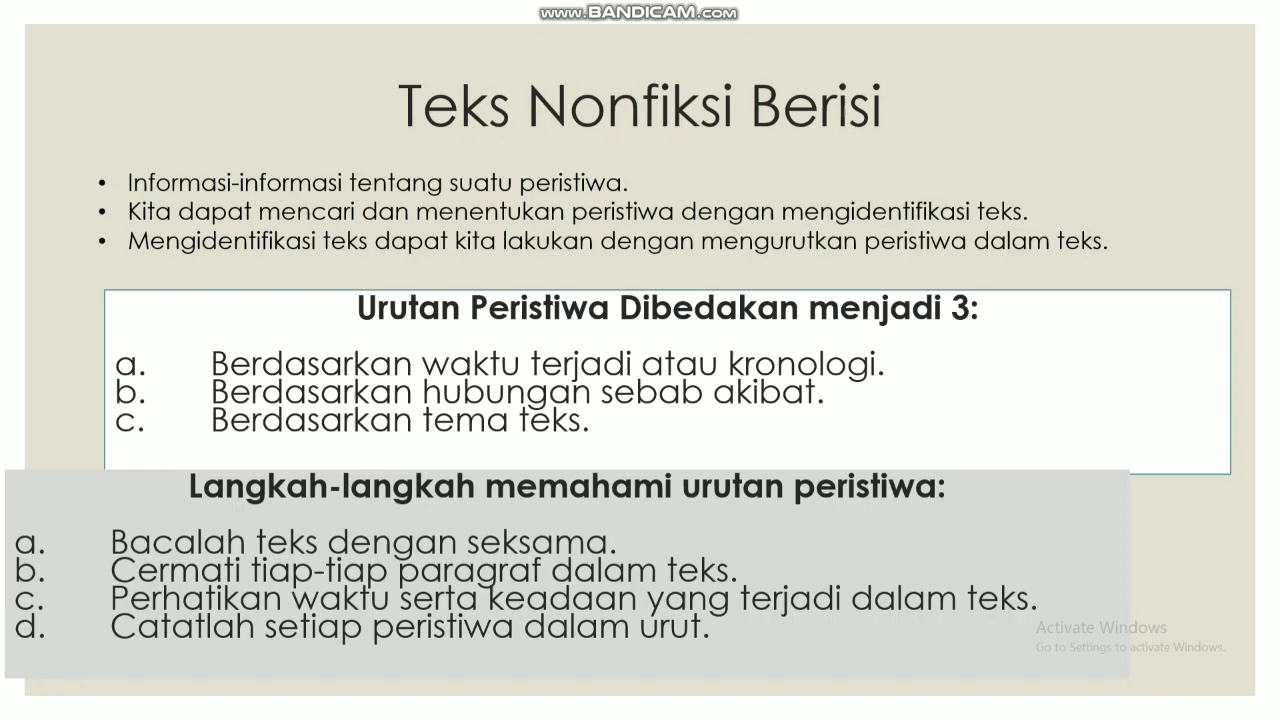 www.BANDICAM.com
Teks Nonfiksi Berisi
• Informasi-informasi tentang suatu peristiwa.
• Kita dapat mencari dan menentukan peristiwa dengan mengidentifikasi teks.
• Mengidentifikasi teks dapat kita lakukan dengan mengurutkan peristiwa dalam teks.
Urutan Peristiwa Dibedakan menjadi 3:
a. Berdasarkan waktu terjadi atau kronologi.
b. Berdasarkan hubungan sebab akibat.
c. Berdasarkan tema teks.
Langkah-langkah memahami urutan peristiwa:
a. Bacalah teks dengan seksama.
b. Cermati tiap-tiap paragraf dalam teks.
c. Perhatikan waktu serta keadaan yang terjadi dalam teks.
d. Catatlah setiap peristiwa dalam urut.
Activate Windows
Go to Settings to activate Windows.